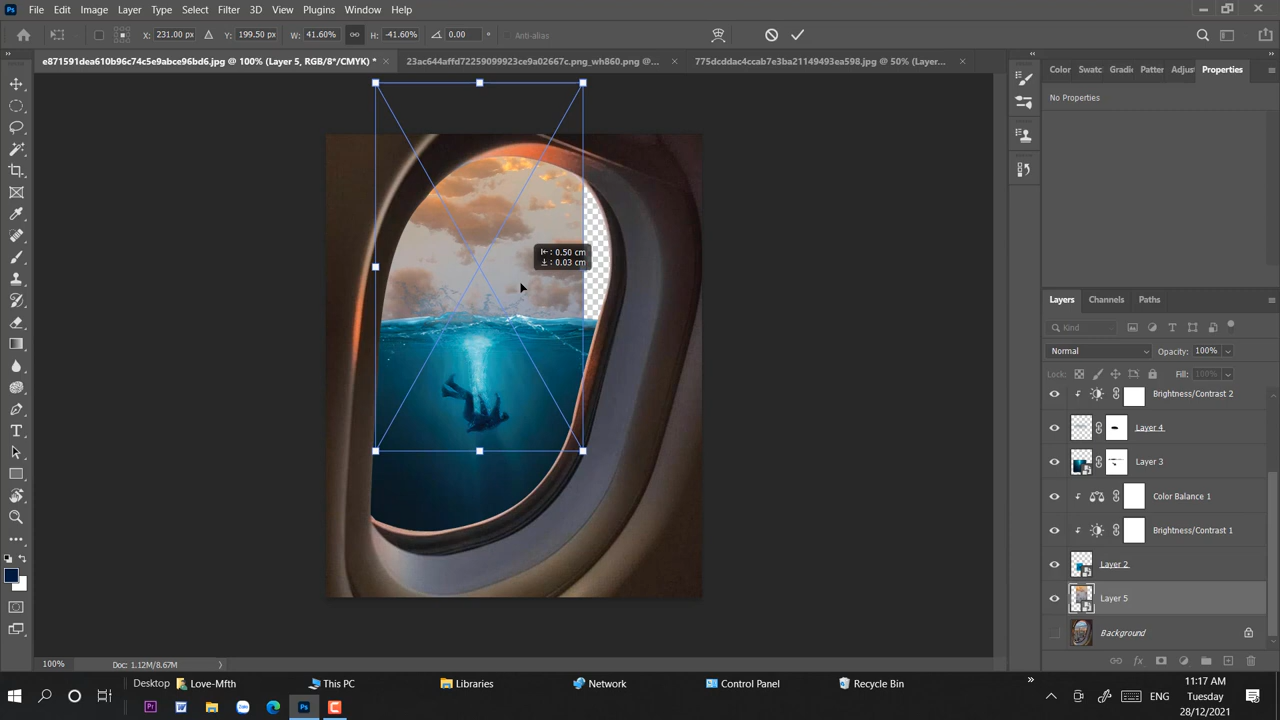 Ps File Edit Image Layer Type Select Filter 3D View Plugins Window Help
X: 231.00 px Y: 199.50 px W: 41.60% H: -41.60% 0.00 ° Anti-alias
e871591dea610b96c74c5e9abce96bd6.jpg @ 100% (Layer 5, RGB/8*/CMYK) * 23ac644affd72259099923ce9a02667c.png_wh860.png @... 775dcddac4ccab7e3ba21149493ea598.jpg @ 50% (Layer...
Color Swatc Gradi Patter Adjus Properties
No Properties
: 0.50 cm
: 0.03 cm
Layers Channels Paths
Kind
Normal Opacity: 100%
Lock: Fill: 100%
Brightness/Contrast 2
Layer 4
Layer 3
Color Balance 1
Brightness/Contrast 1
Layer 2
Layer 5
Background
100% Doc: 1.12M/8.67M
Desktop Love-Mfth This PC Libraries Network Control Panel Recycle Bin
ENG
11:17 AM
Tuesday
28/12/2021